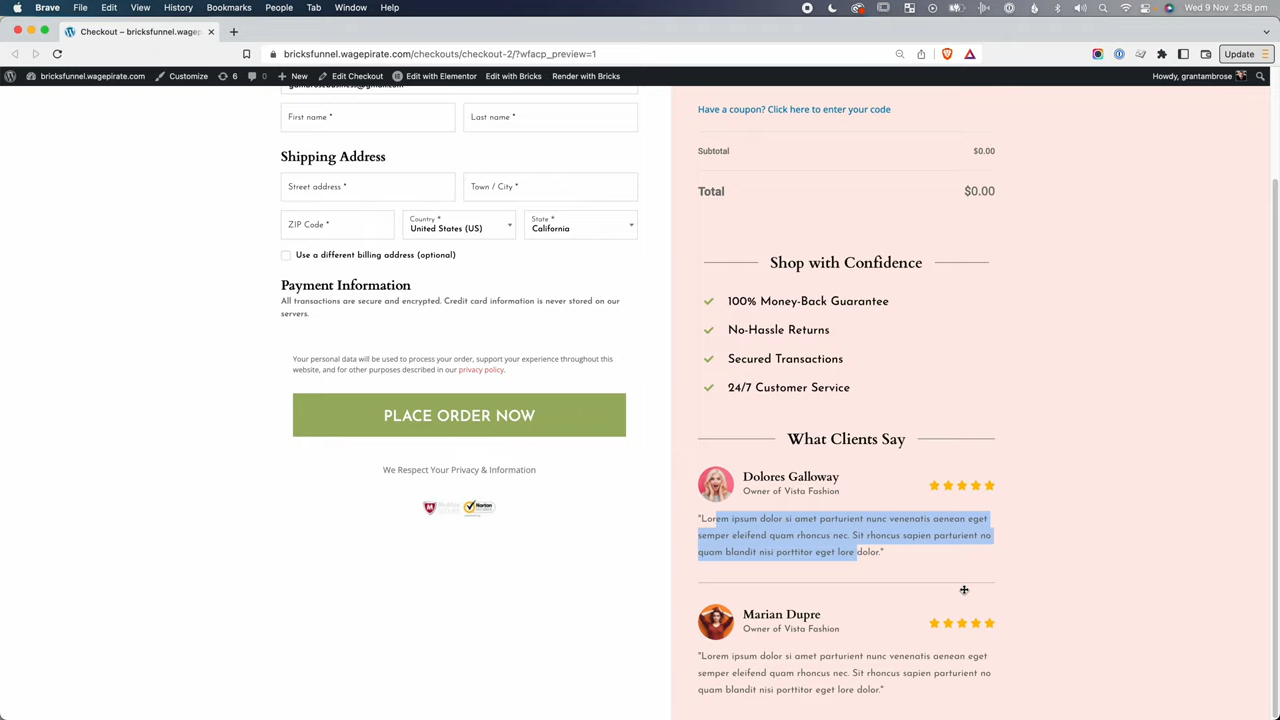 Brave File Edit View History Bookmarks Profiles Tab Window Help
Wed 9 Nov 2:58 pm
Checkout – bricksfunnel.wagep
bricksfunnel.wagepirate.com/checkouts/checkout-2/?wfacp_preview=1
Update
bricksfunnel.wagepirate.com Customize 6 0 New Edit Checkout Edit with Elementor Edit with Bricks Render with Bricks
Howdy, grantambrose
First name *
Last name *
Shipping Address
Street address *
Town / City *
ZIP Code *
Country *
United States (US)
State *
California
Use a different billing address (optional)
Payment Information
All transactions are secure and encrypted. Credit card information is never stored on our
servers.
Your personal data will be used to process your order, support your experience throughout this
website, and for other purposes described in our privacy policy.
PLACE ORDER NOW
We Respect Your Privacy & Information
Norton
Have a coupon? Click here to enter your code
Subtotal $0.00
Total $0.00
Shop with Confidence
100% Money-Back Guarantee
No-Hassle Returns
Secured Transactions
24/7 Customer Service
What Clients Say
Dolores Galloway
Owner of Vista Fashion
"Lorem ipsum dolor si amet parturient nunc venenatis aenean eget
semper eleifend quam rhoncus nec. Sit rhoncus sapien parturient no
quam blandit nisi porttitor eget lore dolor."
Marian Dupre
Owner of Vista Fashion
"Lorem ipsum dolor si amet parturient nunc venenatis aenean eget
semper eleifend quam rhoncus nec. Sit rhoncus sapien parturient no
quam blandit nisi porttitor eget lore dolor."